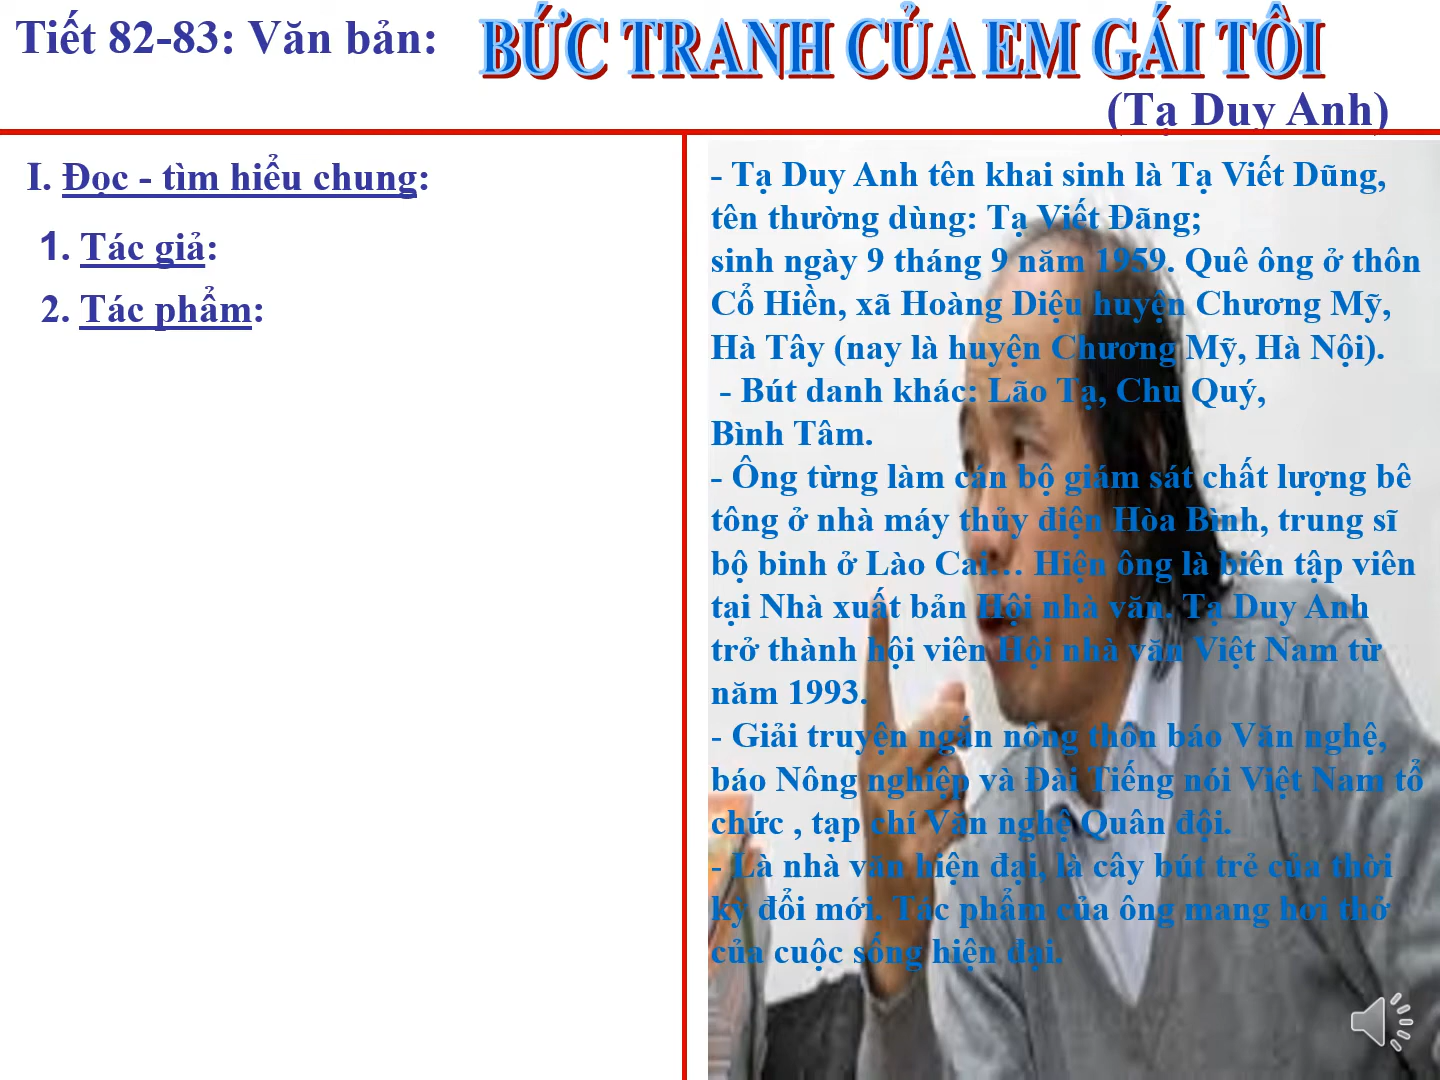 Tiết 82-83: Văn bản:
BỨC TRANH CỦA EM GÁI TÔI
(Tạ Duy Anh)
I. Đọc - tìm hiểu chung:
1. Tác giả:
2. Tác phẩm:
- Tạ Duy Anh tên khai sinh là Tạ Viết Dũng,
tên thường dùng: Tạ Viết Đãng;
sinh ngày 9 tháng 9 năm 1959. Quê ông ở thôn
Cổ Hiền, xã Hoàng Diệu huyện Chương Mỹ,
Hà Tây (nay là huyện Chương Mỹ, Hà Nội).
- Bút danh khác: Lão Tạ, Chu Quý,
Bình Tâm.
- Ông từng làm cán bộ giám sát chất lượng bê
tông ở nhà máy thủy điện Hòa Bình, trung sĩ
bộ binh ở Lào Cai… Hiện ông là biên tập viên
tại Nhà xuất bản Hội nhà văn. Tạ Duy Anh
trở thành hội viên Hội nhà văn Việt Nam từ
năm 1993.
- Giải truyện ngắn nông thôn báo Văn nghệ,
báo Nông nghiệp và Đài Tiếng nói Việt Nam tổ
chức , tạp chí Văn nghệ Quân đội.
- Là nhà văn hiện đại, là cây bút trẻ của thời
kỳ đổi mới. Tác phẩm của ông mang hơi thở
của cuộc sống hiện đại.